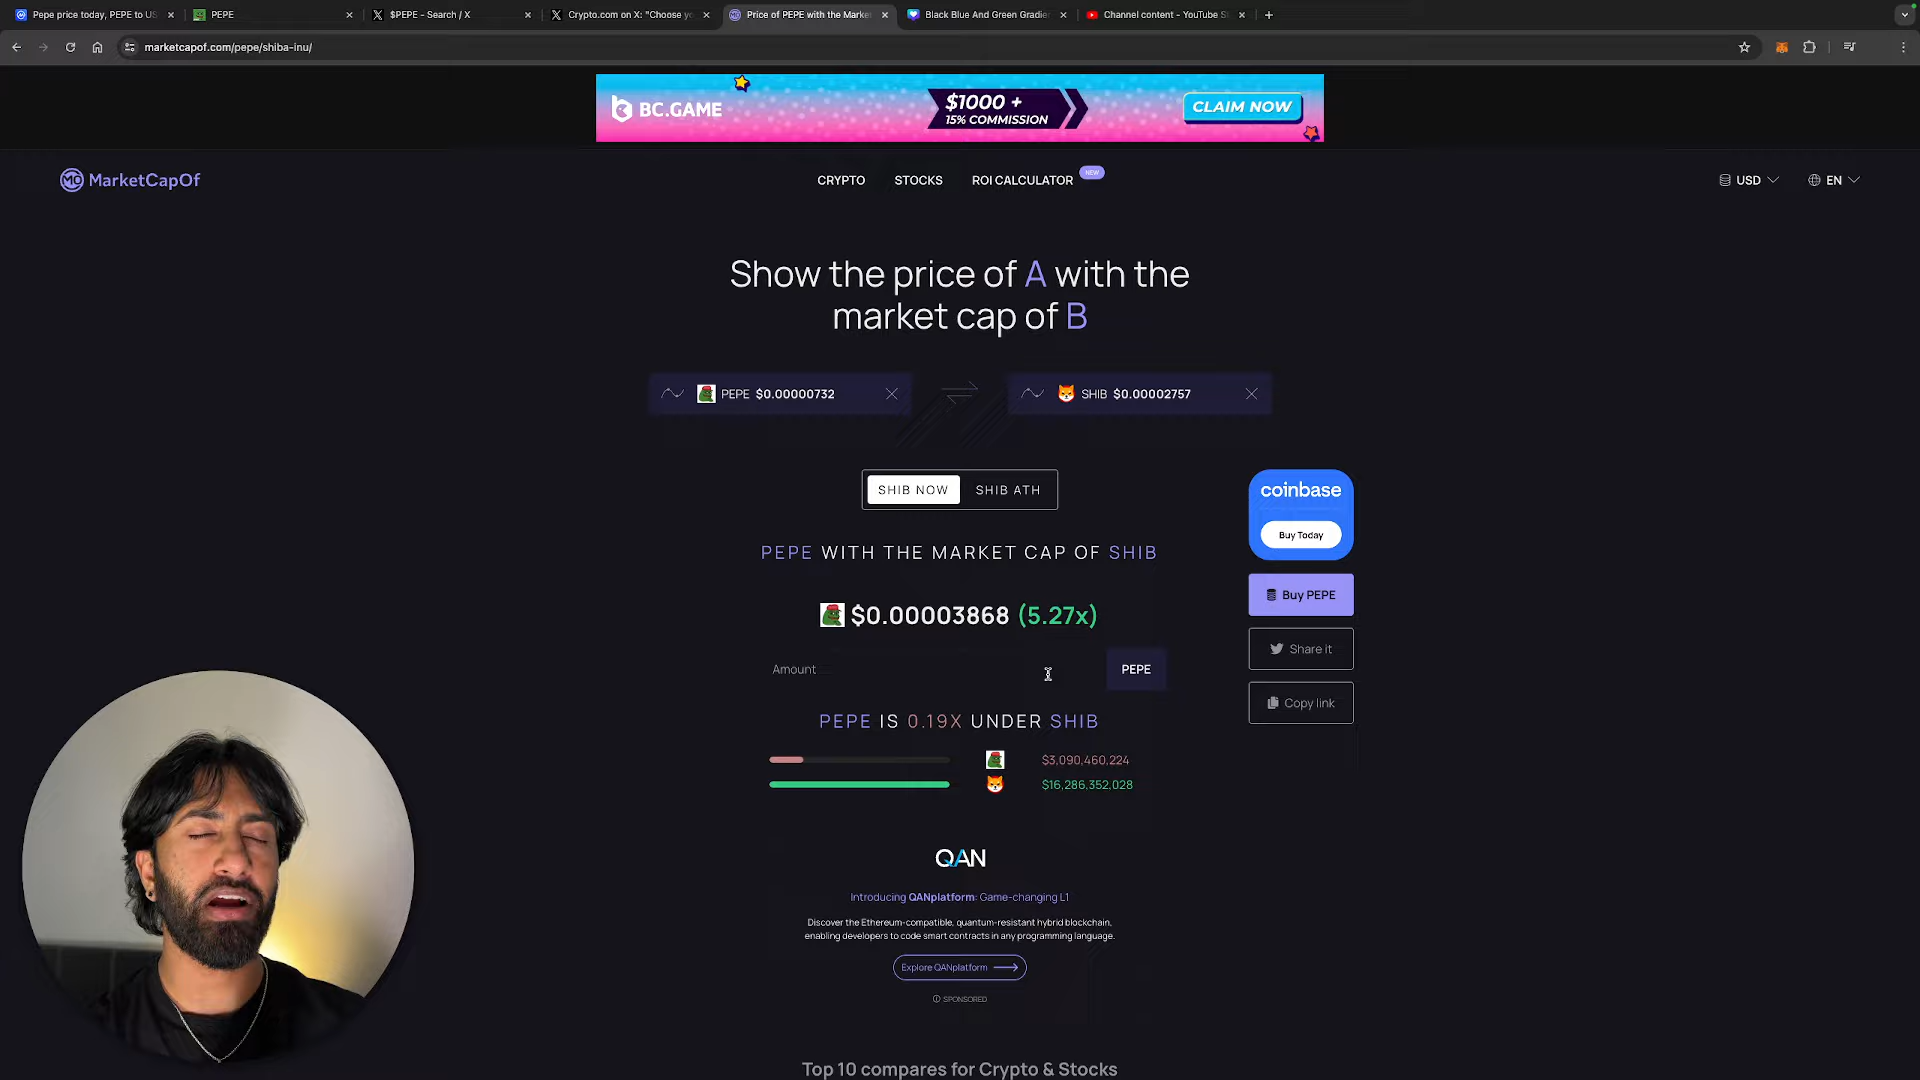 Pepe price today, PEPE to US
PEPE
$PEPE - Search / X
Crypto.com on X: "Choose yo
Price of PEPE with the Market
Black Blue And Green Gradien
Channel content - YouTube S
marketcapof.com/pepe/shiba-inu/
BC.GAME
$1000 +
15% COMMISSION
CLAIM NOW
MarketCapOf
CRYPTO
STOCKS
ROI CALCULATOR
NEW
USD
EN
Show the price of A with the
market cap of B
PEPE $0.00000732
SHIB $0.00002757
SHIB NOW
SHIB ATH
coinbase
Buy Today
PEPE WITH THE MARKET CAP OF SHIB
Buy PEPE
$0.00003868 (5.27x)
Share it
Amount
PEPE
Copy link
PEPE IS 0.19X UNDER SHIB
$3,090,460,224
$16,286,352,028
QAN
Introducing QANplatform: Game-changing L1
Discover the Ethereum-compatible, quantum-resistant hybrid blockchain,
enabling developers to code smart contracts in any programming language.
Explore QANplatform
SPONSORED
Top 10 compares for Crypto & Stocks